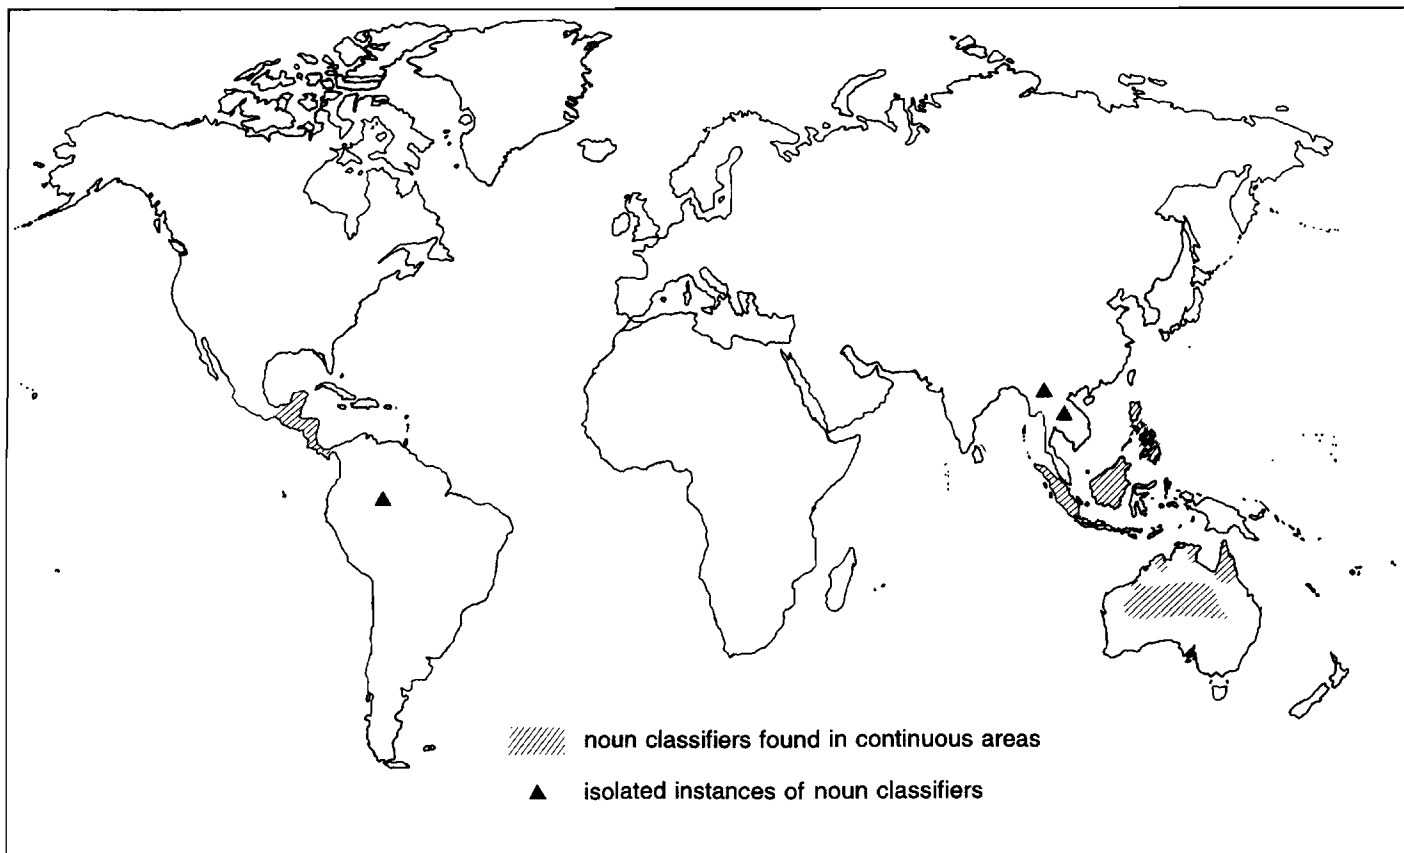 noun classifiers found in continuous areas
isolated instances of noun classifiers